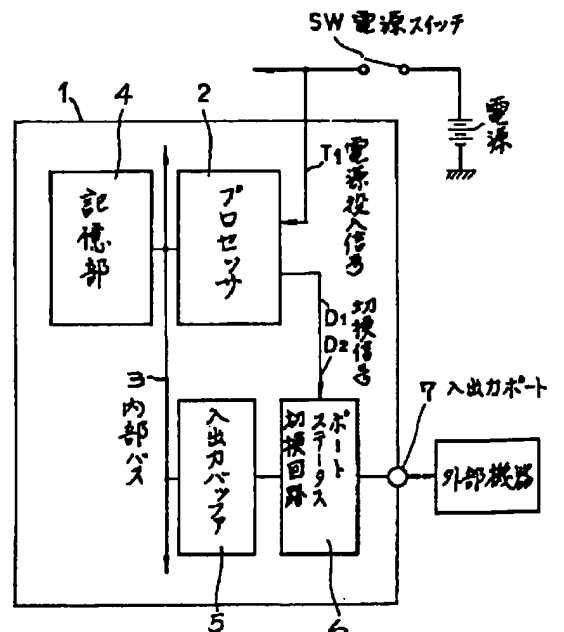 SW 電源スイッチ
電源
1
4
2
T1 電源投入信号
記憶部
プロセッサ
D1
D2
切換信号
3
内部バス
7 入出力ポート
入出力バッファ
ポート
ステータス
切換回路
外部機器
5
6